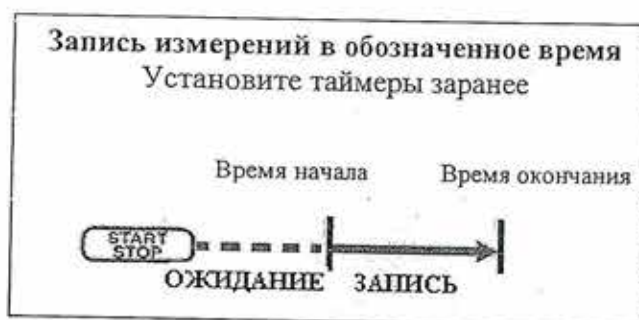 Запись измерений в обозначенное время
Установите таймеры заранее
Время начала Время окончания
START
STOP
ОЖИДАНИЕ ЗАПИСЬ